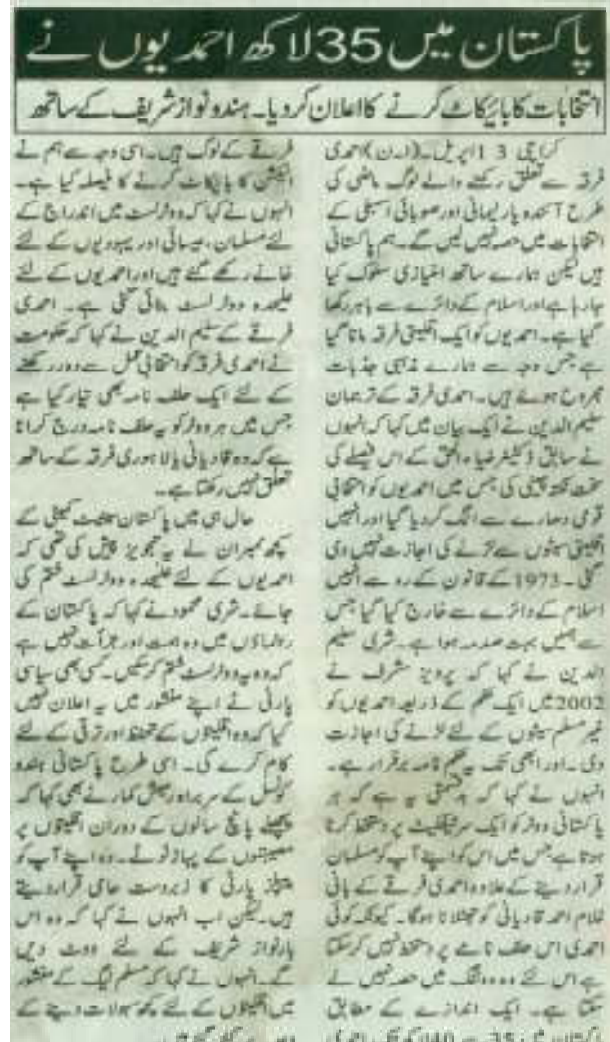 پاکستان میں 35 لاکھ احمدیوں نے
انتخابات کا بائیکاٹ کرنے کا اعلان کردیا۔ ہندو نواز شریف کے ساتھ
کراچی 13 اپریل۔ (ارن) احمدی
فرقہ سے تعلق رکھنے والے لوگ ماضی کی
طرح آئندہ پارلیمانی اور صوبائی اسمبلی کے
انتخابات میں حصہ نہیں لیں گے۔ ہم پاکستانی
ہیں لیکن ہمارے ساتھ امتیازی سلوک کیا
جارہا ہے اور اسلام کے دائرے سے باہر رکھا
گیا ہے۔ احمدیوں کو ایک اقلیتی فرقہ مانا گیا
ہے جس وجہ سے ہمارے مذہبی جذبات
مجروح ہوئے ہیں۔ احمدی فرقہ کے ترجمان
سلیم الدین نے ایک بیان میں کہا کہ انہوں
نے سابق ڈکٹیٹر ضیاء الحق کے اس فیصلے کی
سخت نکتہ چینی کی جس میں احمدیوں کو انتخابی
قومی دھارے سے الگ کردیا گیا اور انہیں
اقلیتی سیٹوں سے لڑنے کی اجازت نہیں دی
گئی۔ 1973 کے قانون کے رو سے انہیں
اسلام کے دائرے سے خارج کیا گیا جس
سے ہمیں بہت صدمہ ہوا ہے۔ شری سلیم
الدین نے کہا کہ پرویز مشرف نے
2002 میں ایک حکم کے ذریعہ احمدیوں کو
غیر مسلم سیٹوں کے لئے لڑنے کی اجازت
دی۔ اور ابھی تک یہ حکم نامہ برقرار ہے۔
انہوں نے کہا کہ بدقسمتی یہ ہے کہ ہر
پاکستانی ووٹر کو ایک سرٹیفکیٹ پر دستخط کرنا
ہوتا ہے جس میں اس کو اپنے آپ کو مسلمان
قرار دینے کے علاوہ احمدی فرقے کے بانی
غلام احمد قادیانی کو جھٹلانا ہوگا۔ کیونکہ کوئی
احمدی اس حلف نامے پر دستخط نہیں کرسکتا
ہے اس لئے وہ ووٹنگ میں حصہ نہیں لے
سکتا ہے۔ ایک اندازے کے مطابق
پاکستان میں 35 سے 40 لاکھ تک احمدی
فرقے کے لوگ ہیں۔ اسی وجہ سے ہم نے
الیکشن کا بائیکاٹ کرنے کا فیصلہ کیا ہے۔
انہوں نے کہا کہ ووٹر لسٹ میں اندراج کے
لئے مسلمان، عیسائی اور یہودیوں کے لئے
خانے رکھے گئے ہیں اور احمدیوں کے لئے
علیحدہ ووٹر لسٹ بنائی گئی ہے۔ احمدی
فرقے کے سلیم الدین نے کہا کہ حکومت
نے احمدی فرقہ کو انتخابی عمل سے دور رکھنے
کے لئے ایک حلف نامہ بھی تیار کیا ہے
جس میں ہر ووٹر کو یہ حلف نامہ درج کرانا
ہے کہ وہ قادیانی یا لاہوری فرقہ کے ساتھ
تعلق نہیں رکھتا ہے۔
حال ہی میں پاکستان سینیٹ کمیٹی کے
کچھ ممبران نے یہ تجویز پیش کی تھی کہ
احمدیوں کے لئے علیحدہ ووٹر لسٹ ختم کی
جائے۔ شری محمود نے کہا کہ پاکستان کے
رہنماؤں میں وہ ہمت اور جرأت نہیں ہے
کہ وہ یہ ووٹر لسٹ ختم کرسکیں۔ کسی بھی سیاسی
پارٹی نے اپنے منشور میں یہ اعلان نہیں
کیا کہ وہ اقلیتوں کے تحفظ اور ترقی کے لئے
کام کرے گی۔ اسی طرح پاکستانی ہندو
کونسل کے سربراہ رمیش کمار نے بھی کہا کہ
پچھلے پانچ سالوں کے دوران اقلیتوں پر
مصیبتوں کے پہاڑ ٹوٹے۔ وہ اپنے آپ کو
پیپلز پارٹی کا زبردست حامی قرار دیتے
ہیں۔ لیکن اب انہوں نے کہا کہ وہ اس
بار نواز شریف کے لئے ووٹ دیں
گے۔ انہوں نے کہا کہ مسلم لیگ کے منشور
میں اقلیتوں کے لئے کچھ سہولات دینے کے